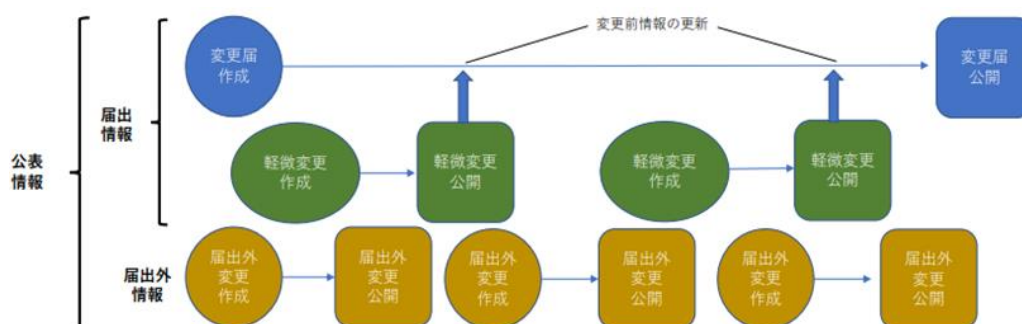 変更前情報の更新
変更届
作成
変更届
公開
届出
情報
公表
情報
軽微変更
作成
軽微変更
公開
軽微変更
作成
軽微変更
公開
届出外
情報
届出外
変更
作成
届出外
変更
公開
届出外
変更
作成
届出外
変更
公開
届出外
変更
作成
届出外
変更
公開